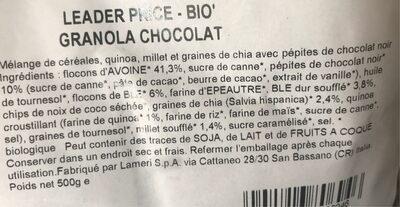 LEADER PRICE - BIO'
GRANOLA CHOCOLAT
Mélange de céréales, quinoa, millet et graines de chia avec pépites de chocolat noir
Ingrédients : flocons d'AVOINE* 41,3%, sucre de canne*, pépites de chocolat noir*
10% (sucre de canne*, pâte de cacao*, beurre de cacao*, extrait de vanille*), huile
de tournesol*, flocons de BLE* 6%, farine d'EPEAUTRE*, BLE dur soufflé* 3,8%,
chips de noix de coco séchée*, graines de chia* (Salvia hispanica)* 2,4%, quinoa
croustillant (farine de quinoa* 1%, farine de riz*, farine de maïs*, sucre de canne*,
sel), graines de tournesol*, millet soufflé* 1,4%, sucre caramélisé*, sel. *
biologique Peut contenir des traces de SOJA, de LAIT et de FRUITS A COQUE
Conserver dans un endroit sec et frais. Refermer l'emballage après chaque
utilisation. Fabriqué par Lameri S.p.A. via Cattaneo 28/30 San Bassano (CR) Italia
Poids net 500g e